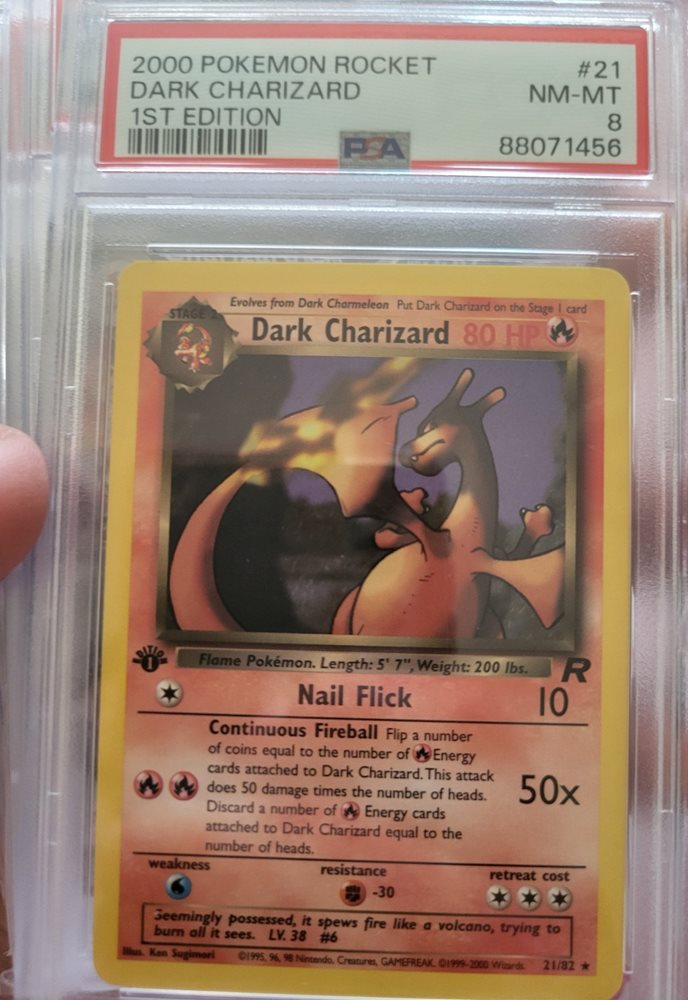 2000 POKEMON ROCKET #21
DARK CHARIZARD NM-MT
1ST EDITION 8
PSA 88071456
Evolves from Dark Charmeleon Put Dark Charizard on the Stage 1 card
STAGE 2
Dark Charizard 80 HP
EDITION
1
Flame Pokémon. Length: 5' 7", Weight: 200 lbs.
R
Nail Flick 10
Continuous Fireball Flip a number
of coins equal to the number of Energy
cards attached to Dark Charizard. This attack
does 50 damage times the number of heads. 50x
Discard a number of Energy cards
attached to Dark Charizard equal to the
number of heads.
weakness resistance retreat cost
-30
Seemingly possessed, it spews fire like a volcano, trying to
burn all it sees. LV. 38 #6
Illus. Ken Sugimori ©1995, 96, 98 Nintendo, Creatures, GAMEFREAK. ©1999-2000 Wizards. 21/82 ★